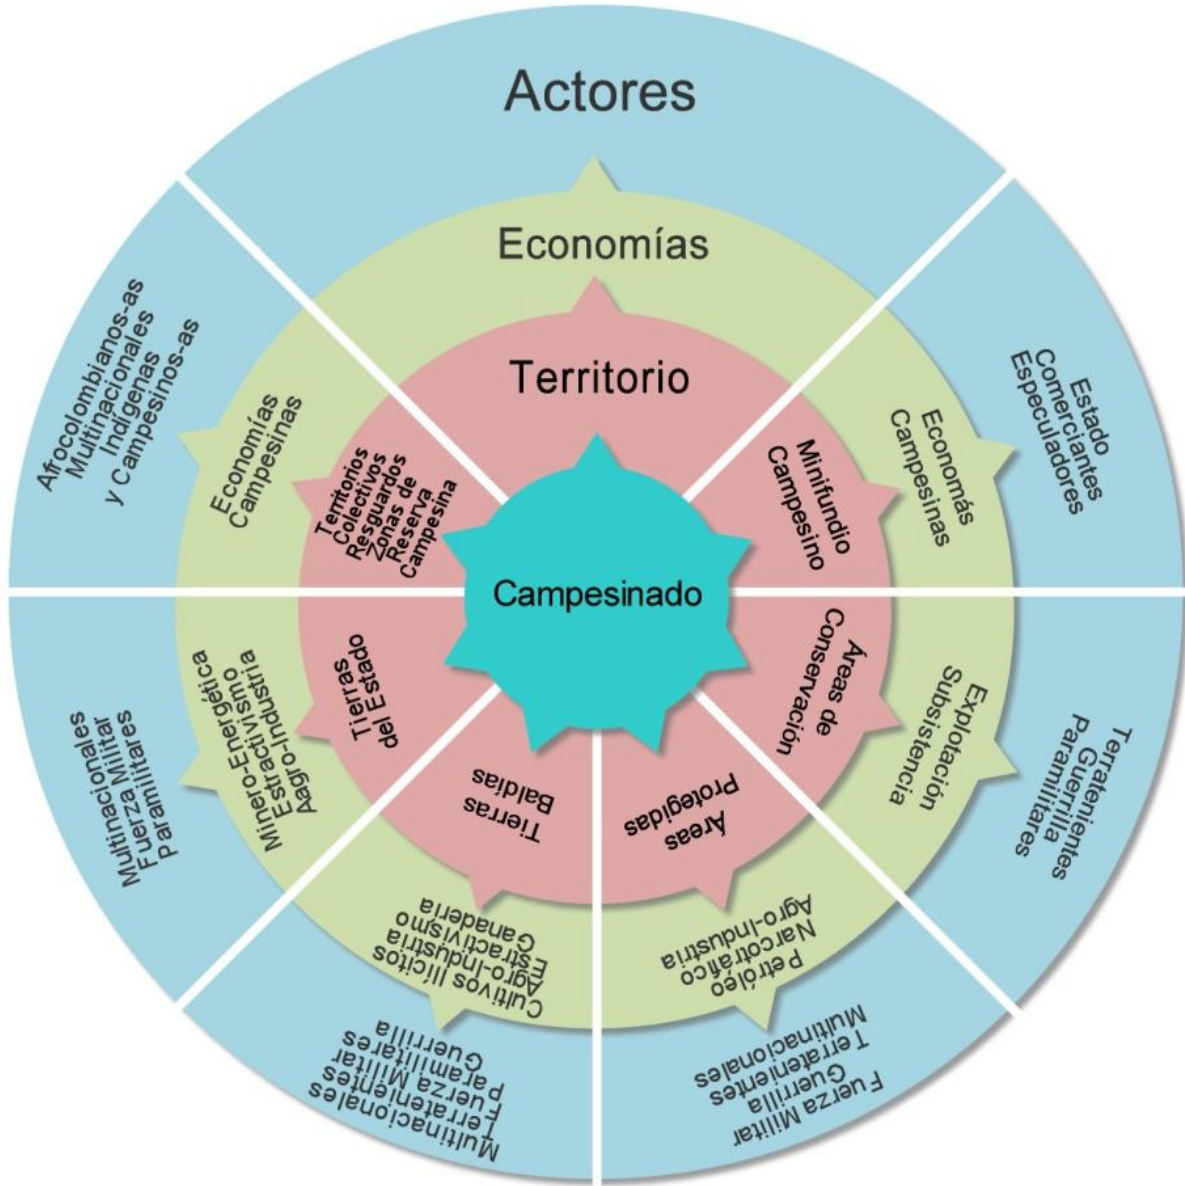 Actores
Economías
Territorio
Campesinado
Estado
Comerciantes
Especuladores
Economás
Campesinas
Minifundio
Campesino
Terratenientes
Guerrilla
Paramilitares
Explotación
Subsistencia
Áreas de
Conservación
Fuerza Militar
Guerrilla
Terratenientes
Multinacionales
Petróleo
Narcotráfico
Agro-Industria
Áreas
Protegidas
Multinacionales
Terratenientes
Fuerza Militar
Paramilitares
Guerrilla
Cultivos Ilícitos
Agro-Industria
Estractivismo
Ganadería
Tierras
Baldías
Multinacionales
Fuerza Militar
Paramilitares
Minero-Energética
Estractivismo
Aagro-Industria
Tierras
del Estado
Afrocolombianos-as
Multinacionales
Indígenas
y Campesinos-as
Economías
Campesinas
Territorios
Colectivos
Resguardos
Zonas de
Reserva
Campesina